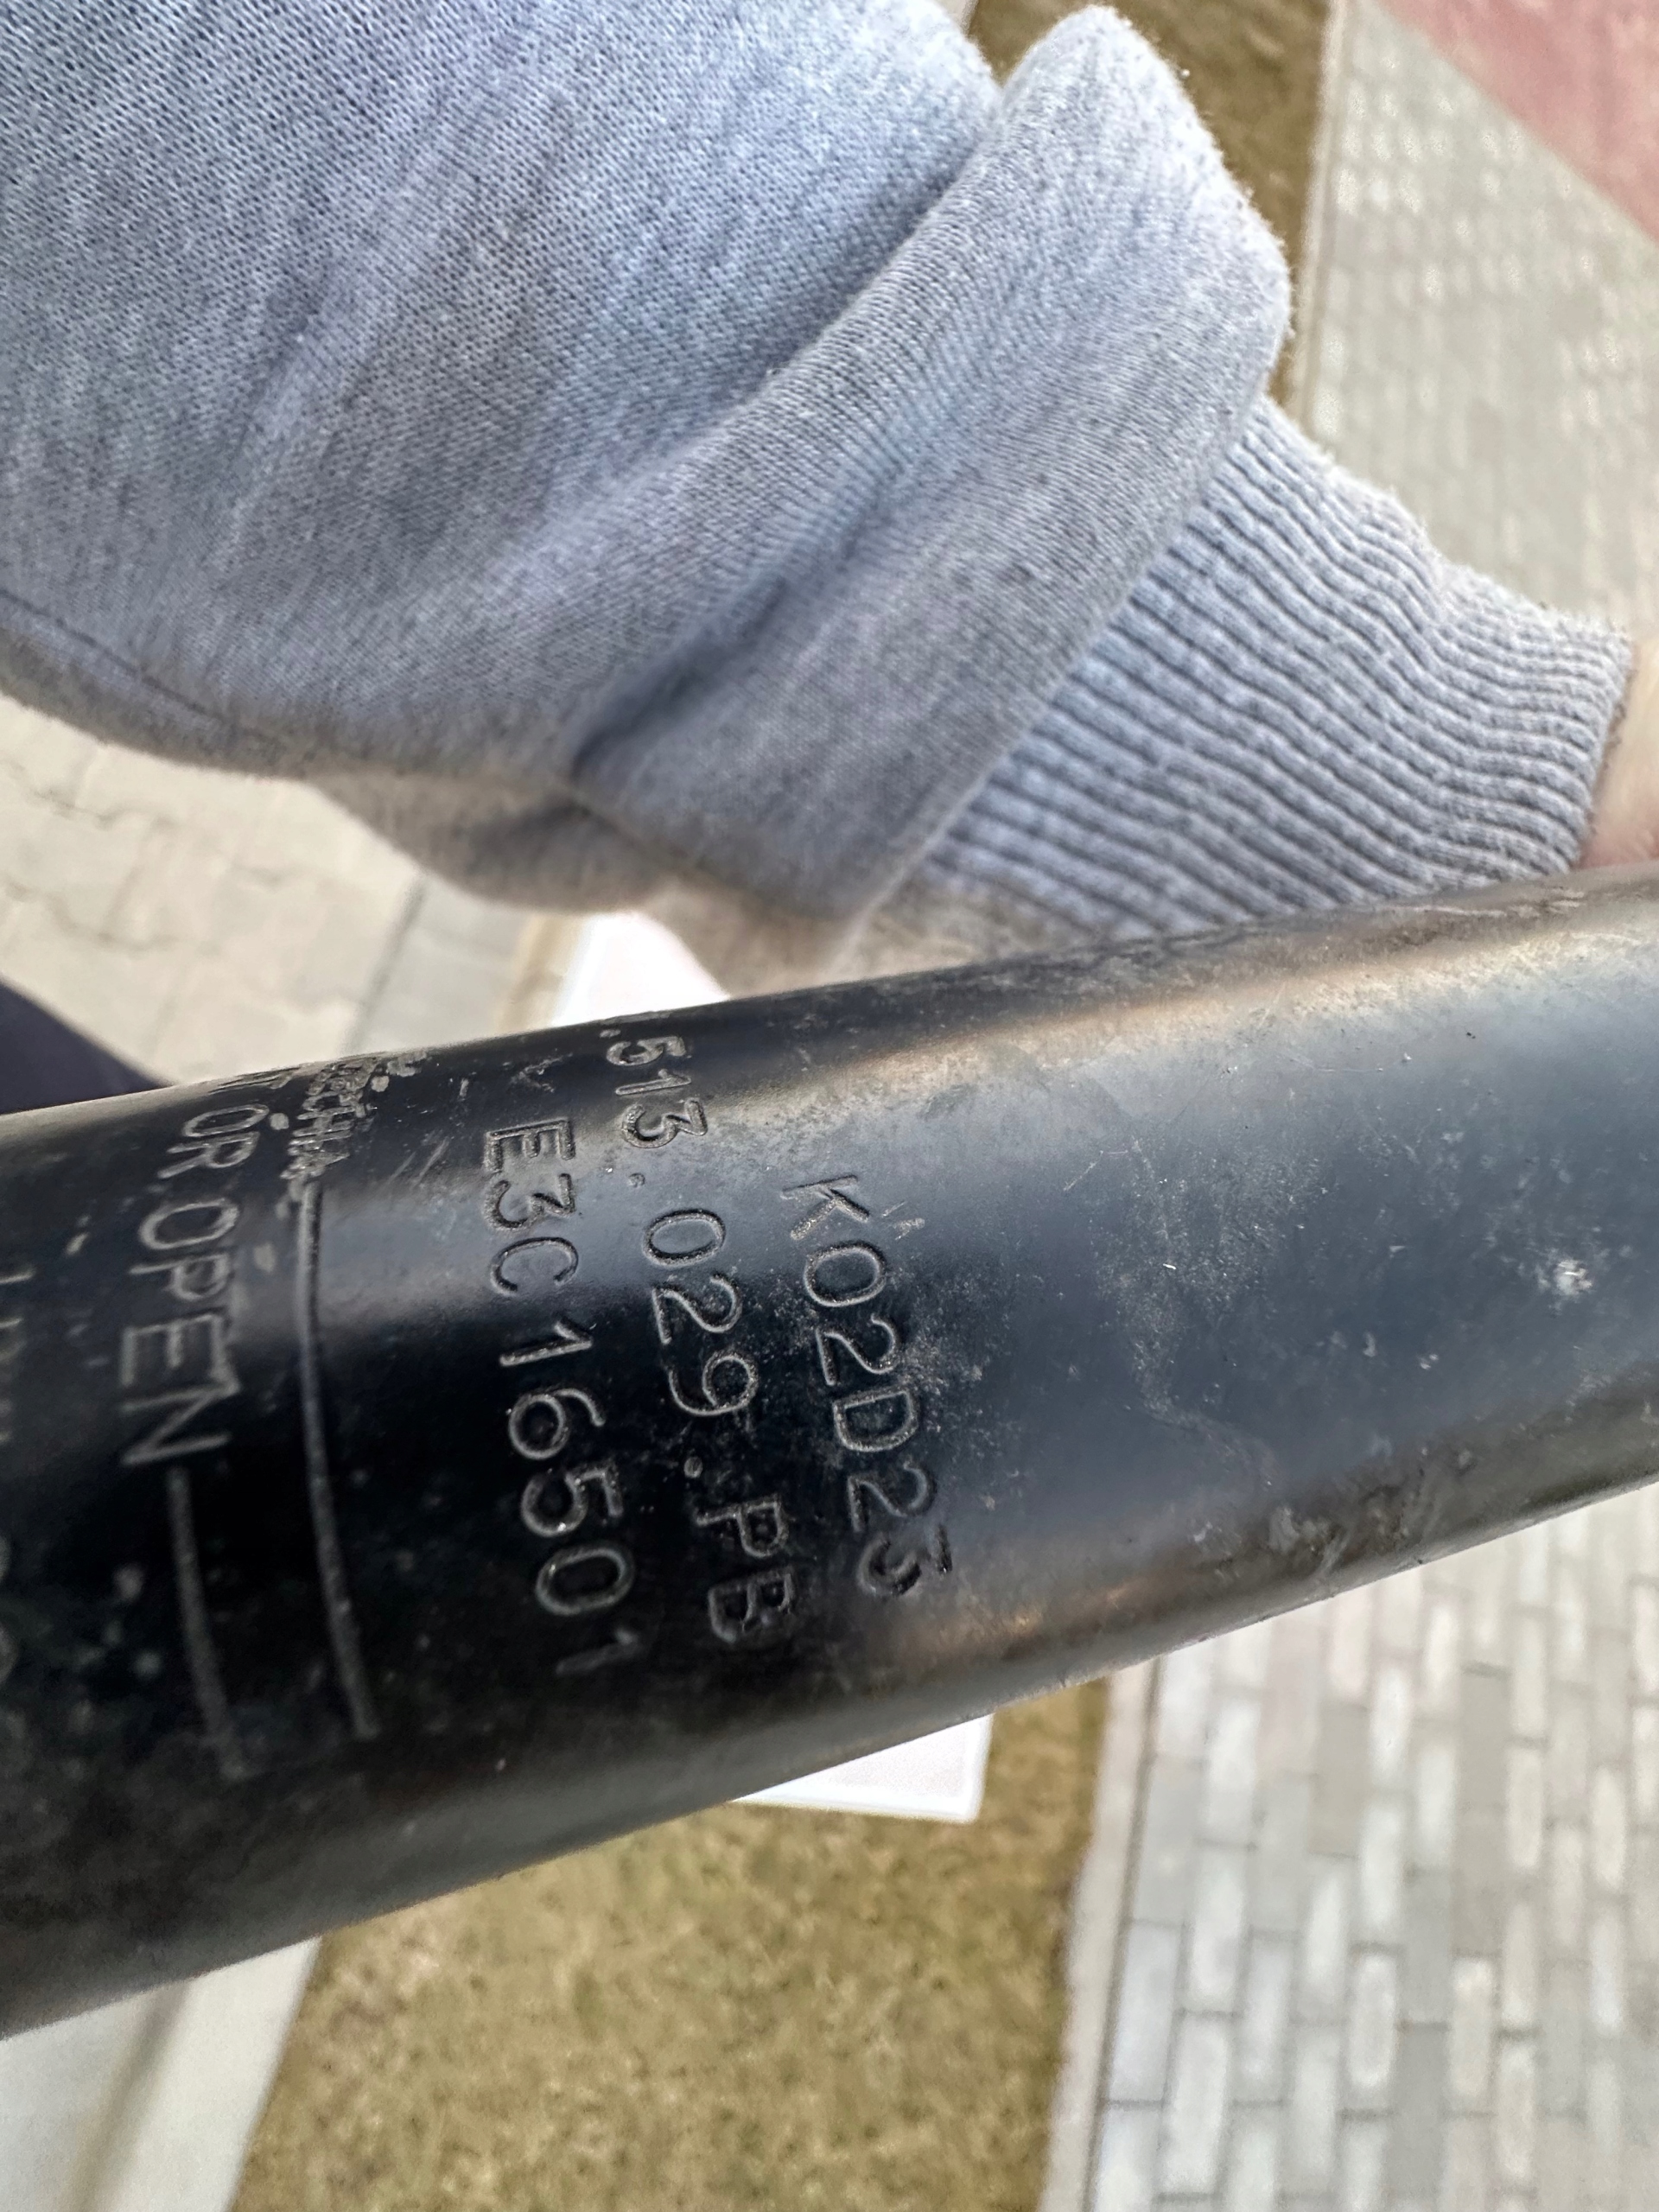 K02D23
.513.029.PB
E3C16501
OR OPEN